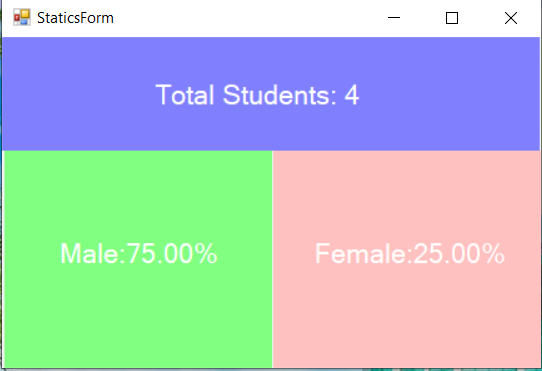 StaticsForm
Total Students: 4
Male:75.00%
Female:25.00%